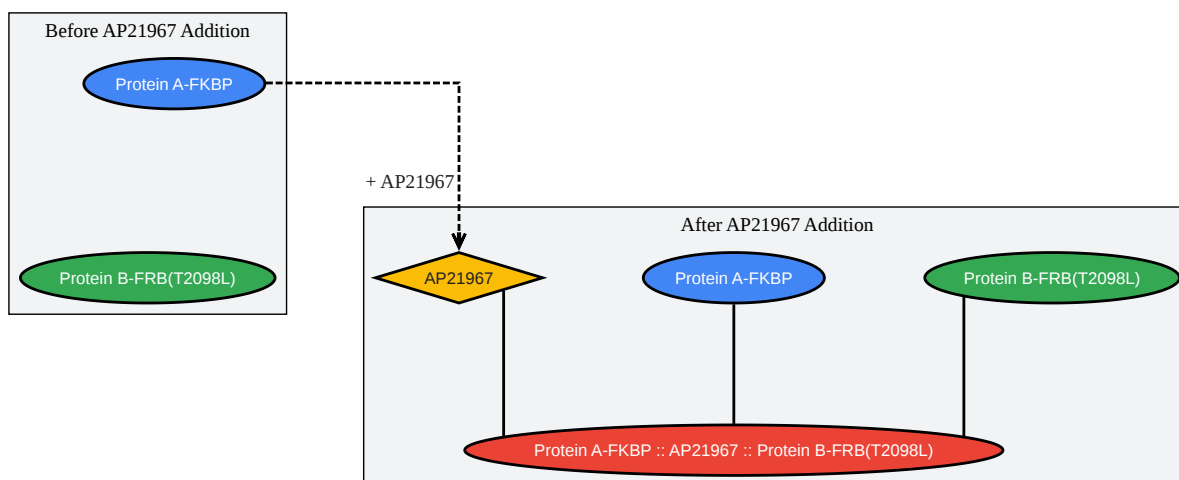 Before AP21967 Addition
Protein A-FKBP
Protein B-FRB(T2098L)
+ AP21967
After AP21967 Addition
AP21967
Protein A-FKBP
Protein B-FRB(T2098L)
Protein A-FKBP :: AP21967 :: Protein B-FRB(T2098L)